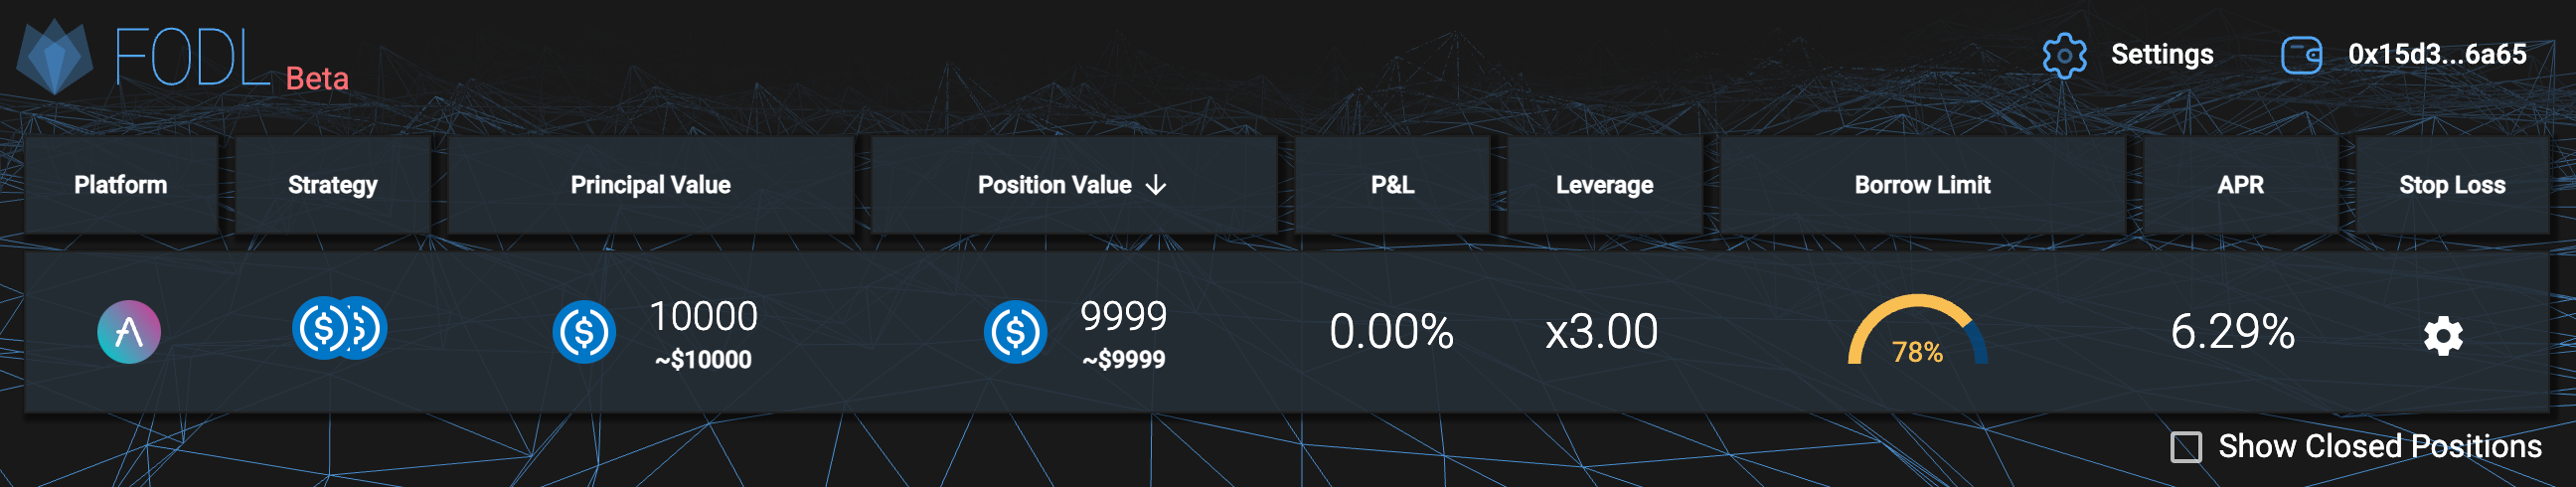 FODL Beta
Settings 0x15d3...6a65
Platform Strategy Principal Value Position Value ↓ P&L Leverage Borrow Limit APR Stop Loss
10000 9999 0.00% x3.00 78% 6.29%
~$10000 ~$9999
Show Closed Positions